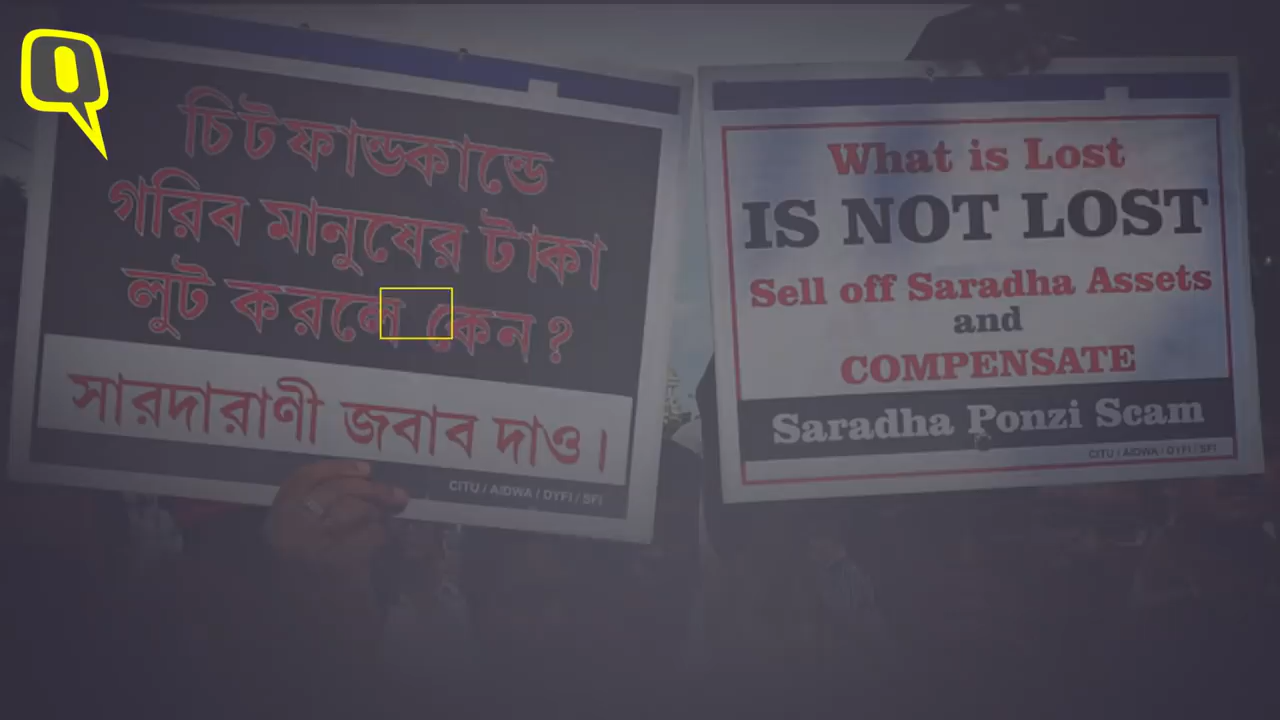 চিটফান্ডকান্ডে
গরিব মানুষের টাকা
লুট করলে কেন?
সারদারাণী জবাব দাও।
CITU / AIDWA / DYFI / SFI
What is Lost
IS NOT LOST
Sell off Saradha Assets
and
COMPENSATE
Saradha Ponzi Scam
CITU / AIDWA / DYFI / SFI